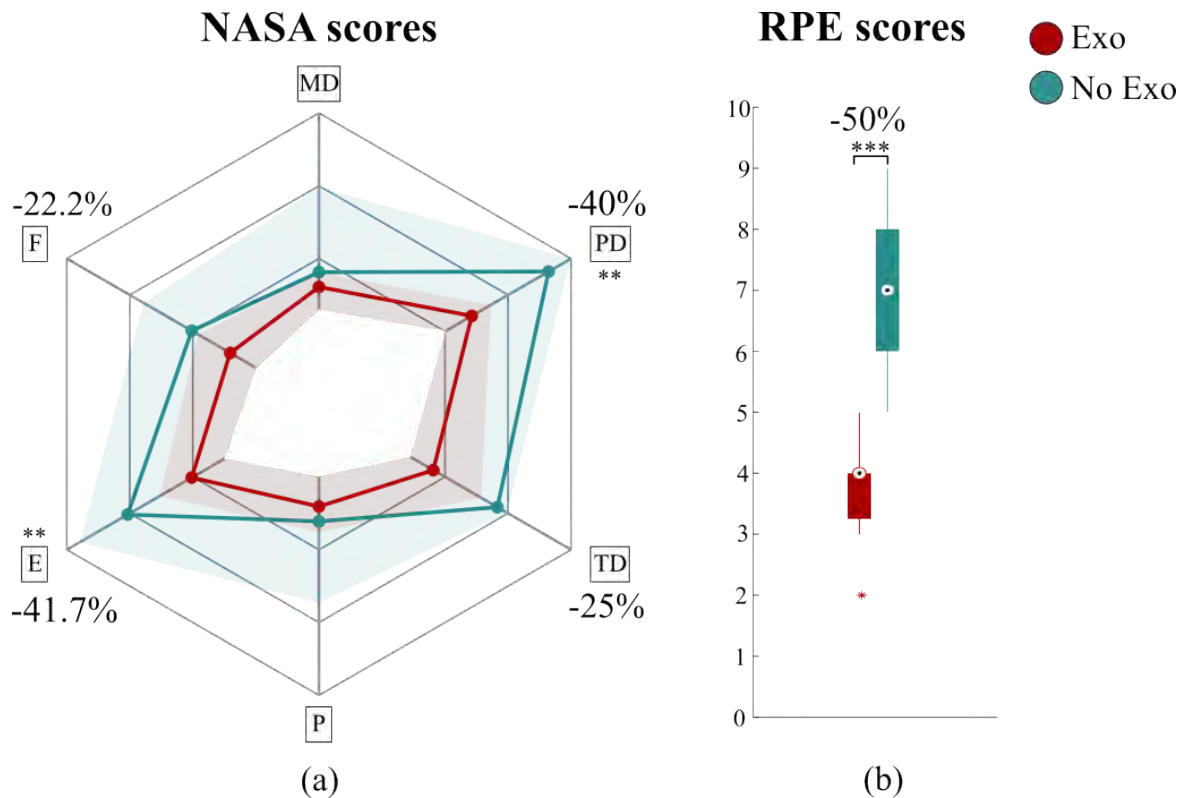 NASA scores
MD
-22.2%
F
-40%
PD
**
**
E
-41.7%
TD
-25%
P
(a)
RPE scores
Exo
No Exo
-50%
***
10
9
8
7
6
5
4
3
2
1
0
(b)